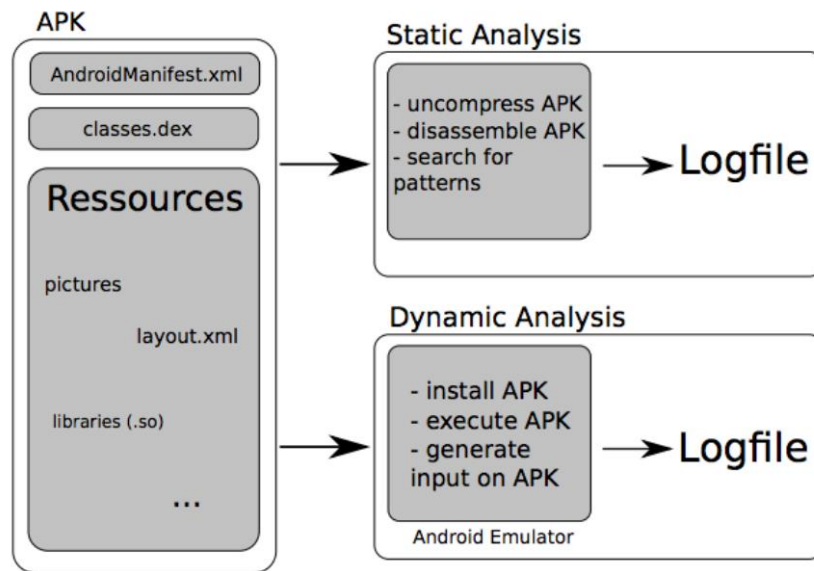 APK
AndroidManifest.xml
classes.dex
Ressources
pictures
layout.xml
libraries (.so)
...
Static Analysis
- uncompress APK
- disassemble APK
- search for
patterns
Logfile
Dynamic Analysis
- install APK
- execute APK
- generate
input on APK
Android Emulator
Logfile